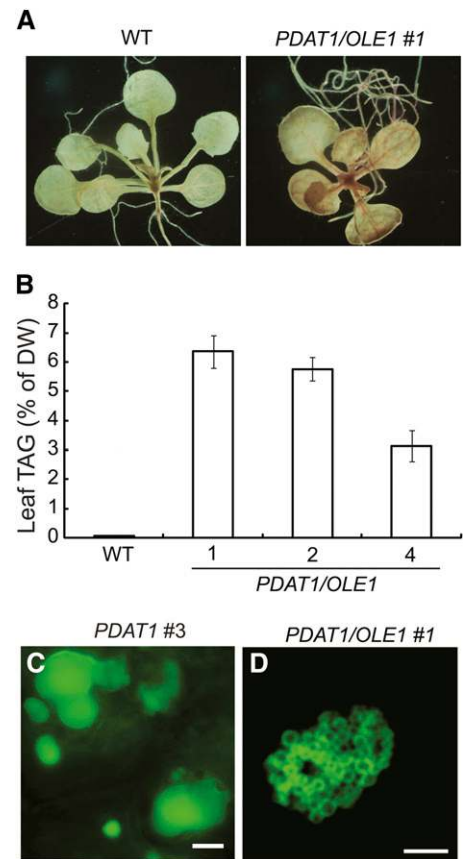 A
WT
PDAT1/OLE1 #1
B
Leaf TAG (% of DW)
8
7
6
5
4
3
2
1
0
WT
1
2
4
PDAT1/OLE1
PDAT1 #3
PDAT1/OLE1 #1
C
D